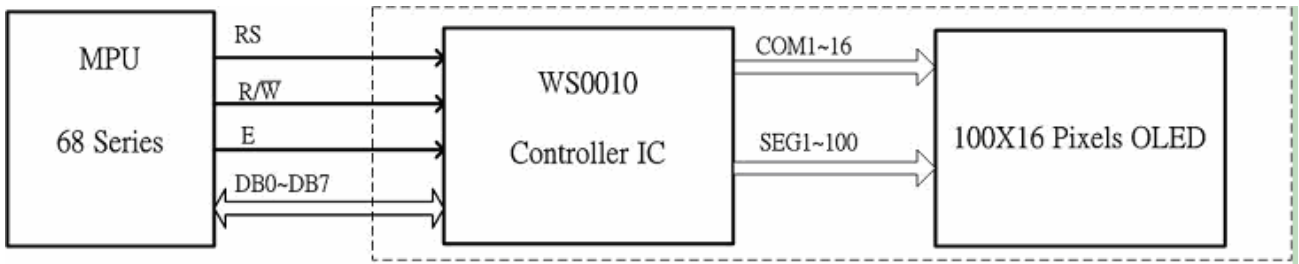 MPU
68 Series
RS
R/W̅
E
DB0~DB7
WS0010
Controller IC
COM1~16
SEG1~100
100X16 Pixels OLED